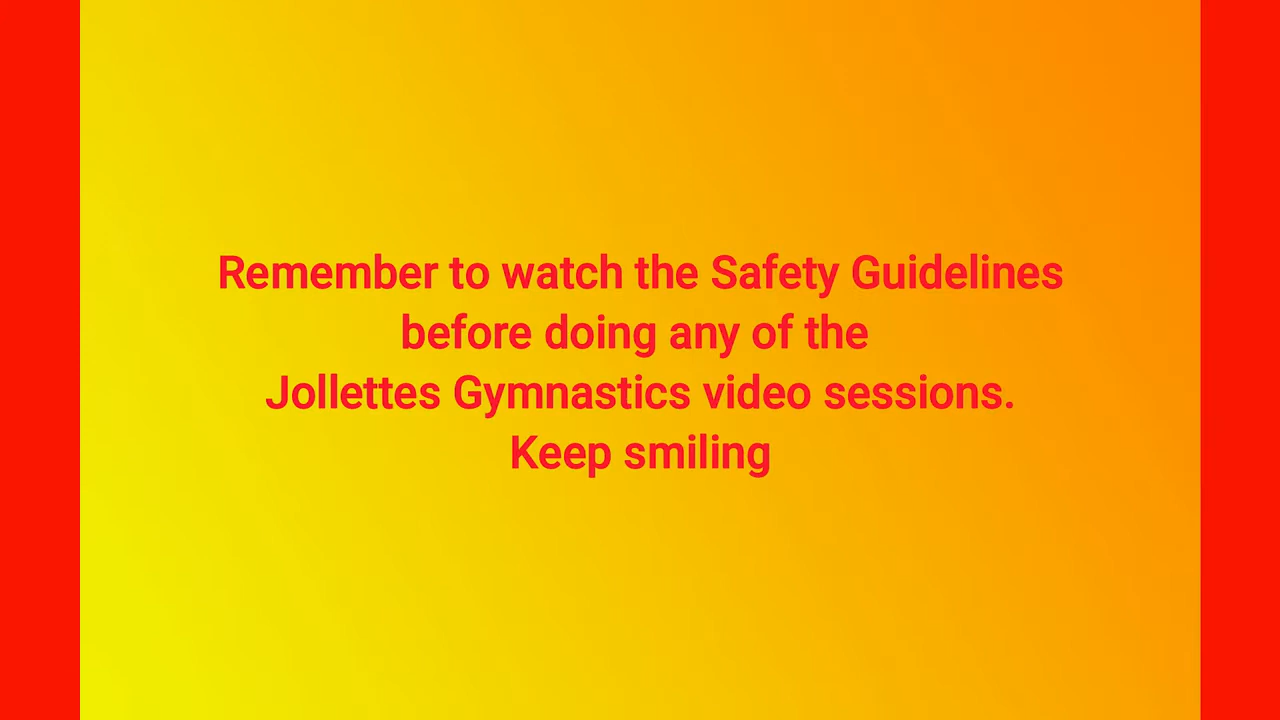 Remember to watch the Safety Guidelines
before doing any of the
Jollettes Gymnastics video sessions.
Keep smiling